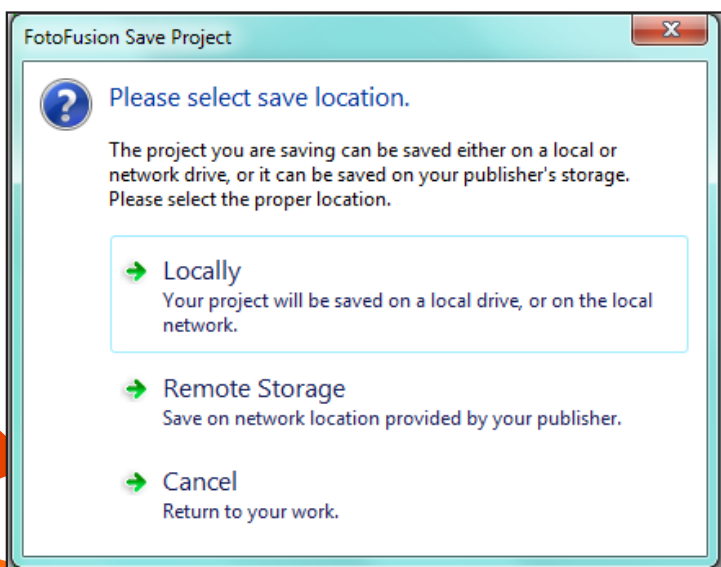 FotoFusion Save Project
Please select save location.
The project you are saving can be saved either on a local or
network drive, or it can be saved on your publisher's storage.
Please select the proper location.
Locally
Your project will be saved on a local drive, or on the local
network.
Remote Storage
Save on network location provided by your publisher.
Cancel
Return to your work.